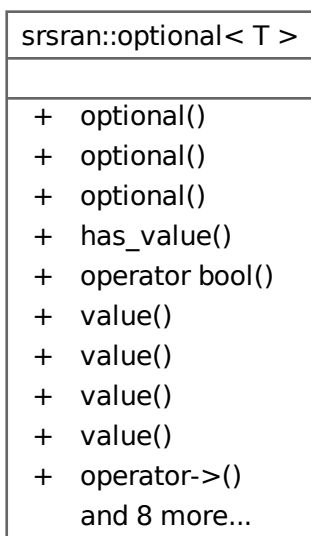 srsran::optional< T >
+ optional()
+ optional()
+ optional()
+ has_value()
+ operator bool()
+ value()
+ value()
+ value()
+ value()
+ operator->()
and 8 more...